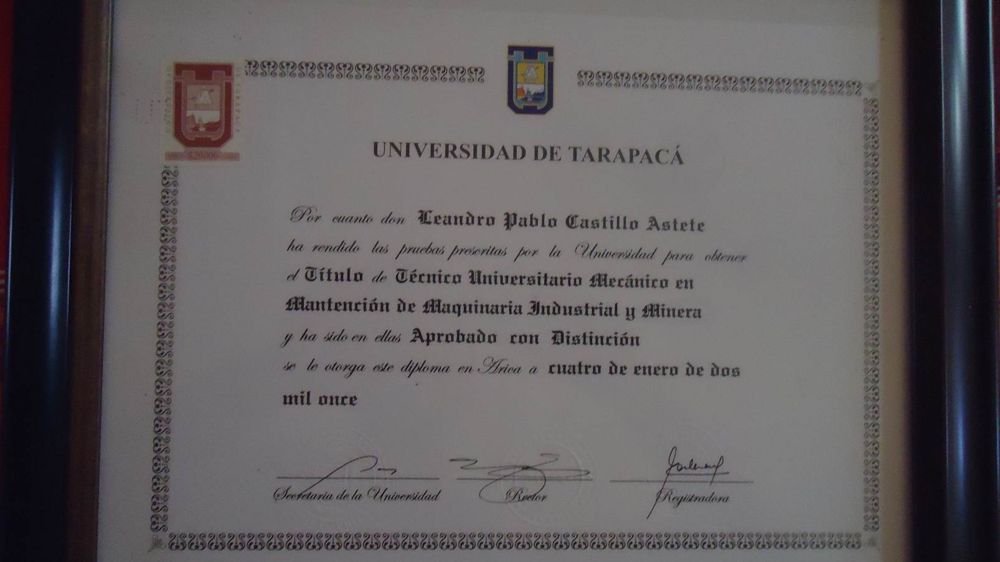 UNIVERSIDAD DE TARAPACÁ
$20000
UNIVERSIDAD DE TARAPACÁ
Por cuanto don Leandro Pablo Castillo Astete
ha rendido las pruebas prescritas por la Universidad para obtener
el Título de Técnico Universitario Mecánico en
Mantención de Maquinaria Industrial y Minera
y ha sido en ellas Aprobado con Distinción
se le otorga este diploma en Arica a cuatro de enero de dos
mil once
Secretaria de la Universidad Rector Registradora